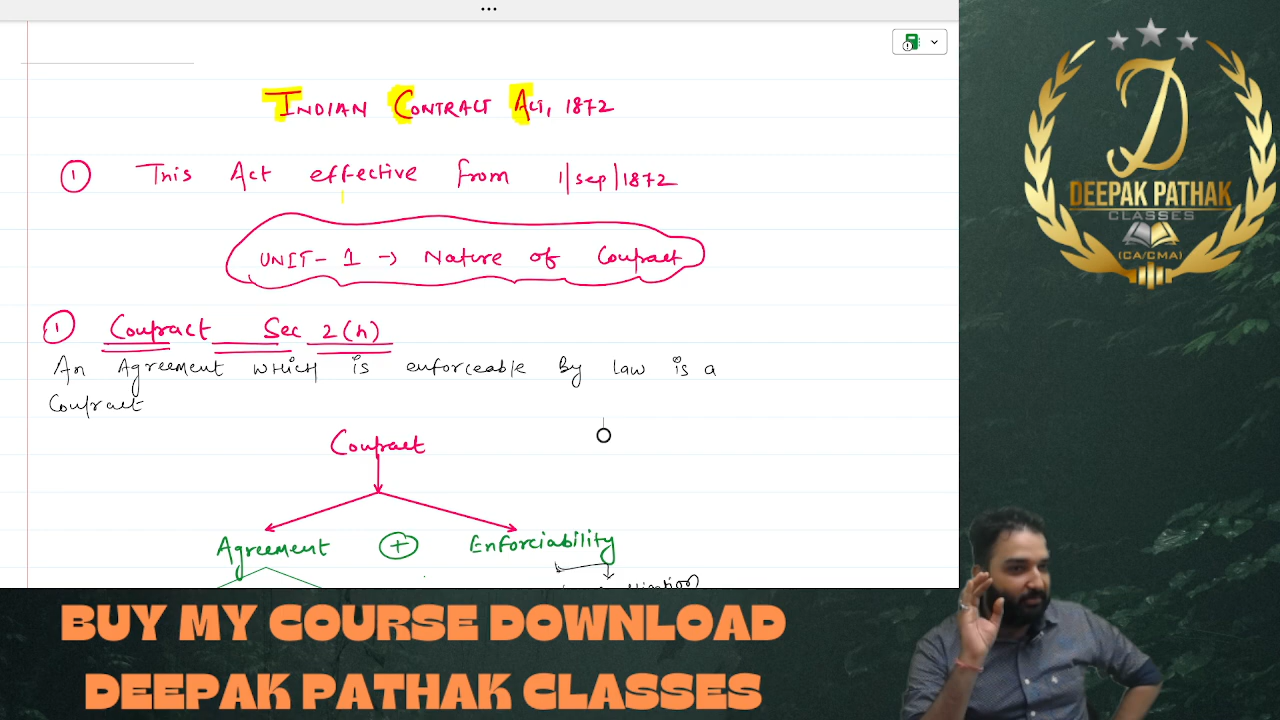 INDIAN CONTRACT ACT, 1872
① This Act effective from 1|sep|1872
UNIT- 1 → Nature of Contract
① Contract Sec 2(h)
An Agreement which is enforceable By law is a
Contract
Contract
Agreement + Enforciability
D
DEEPAK PATHAK
CLASSES
(CA/CMA)
BUY MY COURSE DOWNLOAD
DEEPAK PATHAK CLASSES